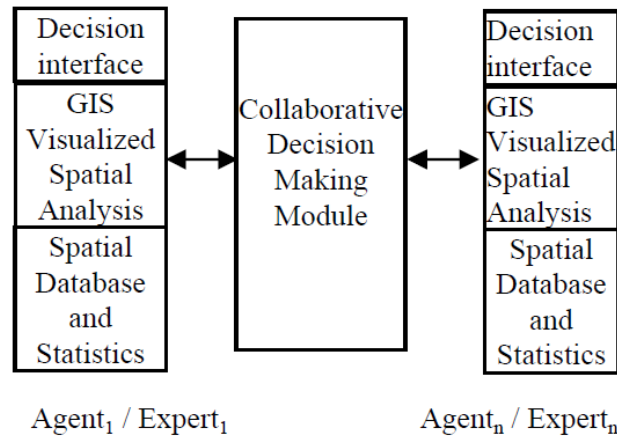 Decision
interface
GIS
Visualized
Spatial
Analysis
Spatial
Database
and
Statistics
Agent₁ / Expert₁
Collaborative
Decision
Making
Module
Decision
interface
GIS
Visualized
Spatial
Analysis
Spatial
Database
and
Statistics
Agentₙ / Expertₙ